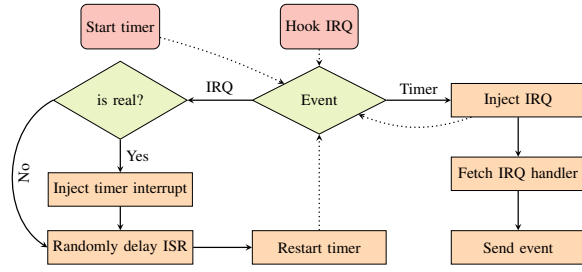 Start timer
Hook IRQ
is real?
IRQ
Event
Timer
Inject IRQ
No
Yes
Inject timer interrupt
Fetch IRQ handler
Randomly delay ISR
Restart timer
Send event